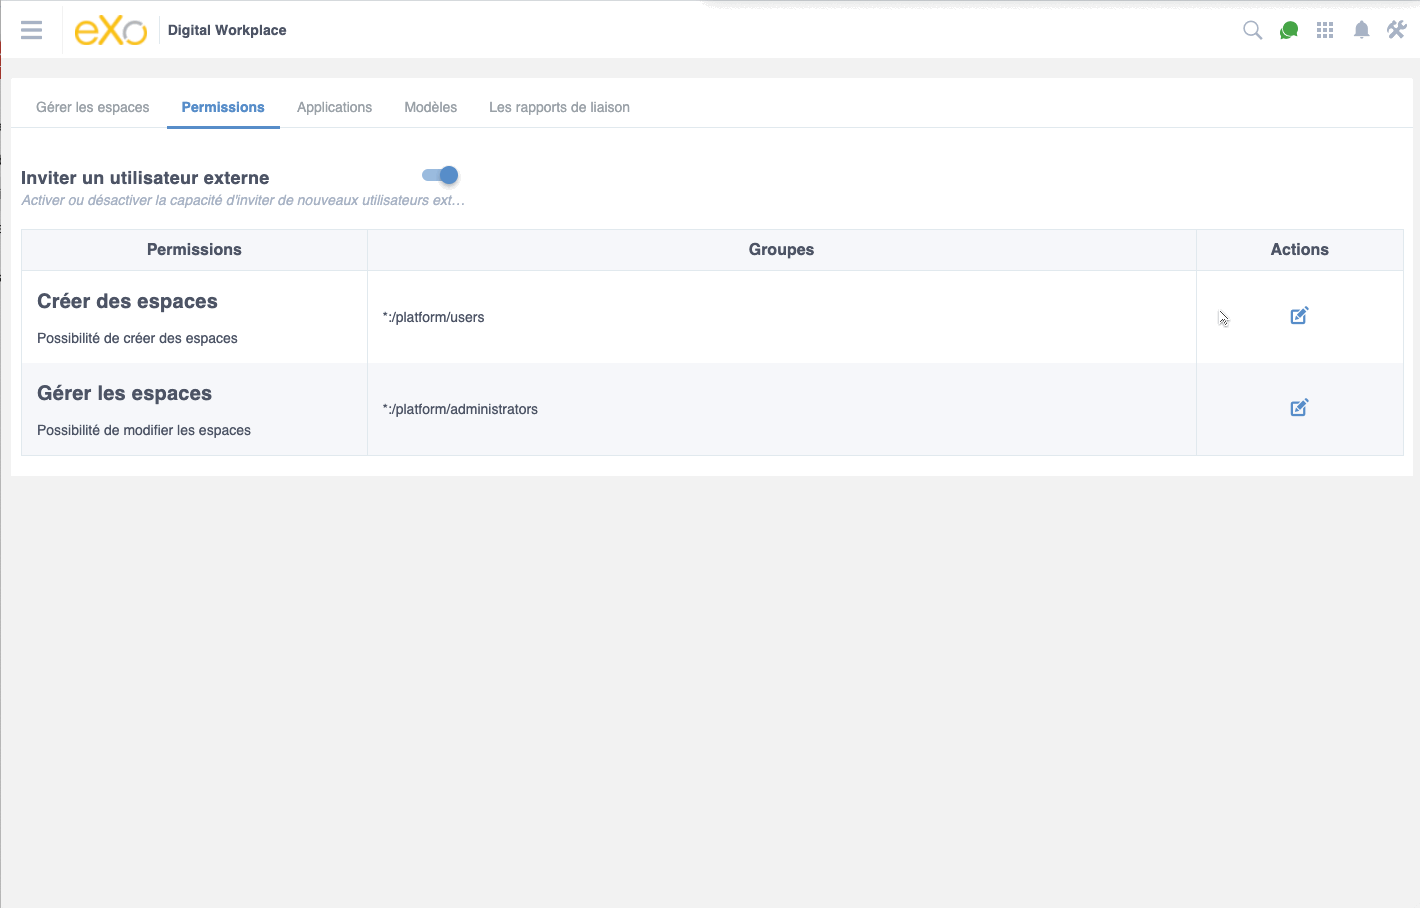 eXo Digital Workplace
Gérer les espaces Permissions Applications Modèles Les rapports de liaison
Inviter un utilisateur externe
Activer ou désactiver la capacité d'inviter de nouveaux utilisateurs ext…
Permissions Groupes Actions
Créer des espaces
Possibilité de créer des espaces
*:/platform/users
Gérer les espaces
Possibilité de modifier les espaces
*:/platform/administrators